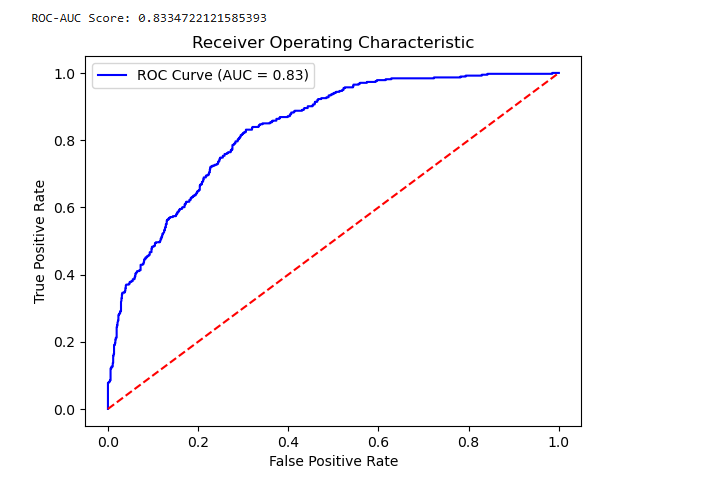 ROC-AUC Score: 0.8334722121585393
Receiver Operating Characteristic
ROC Curve (AUC = 0.83)
True Positive Rate
1.0
0.8
0.6
0.4
0.2
0.0
0.0 0.2 0.4 0.6 0.8 1.0
False Positive Rate